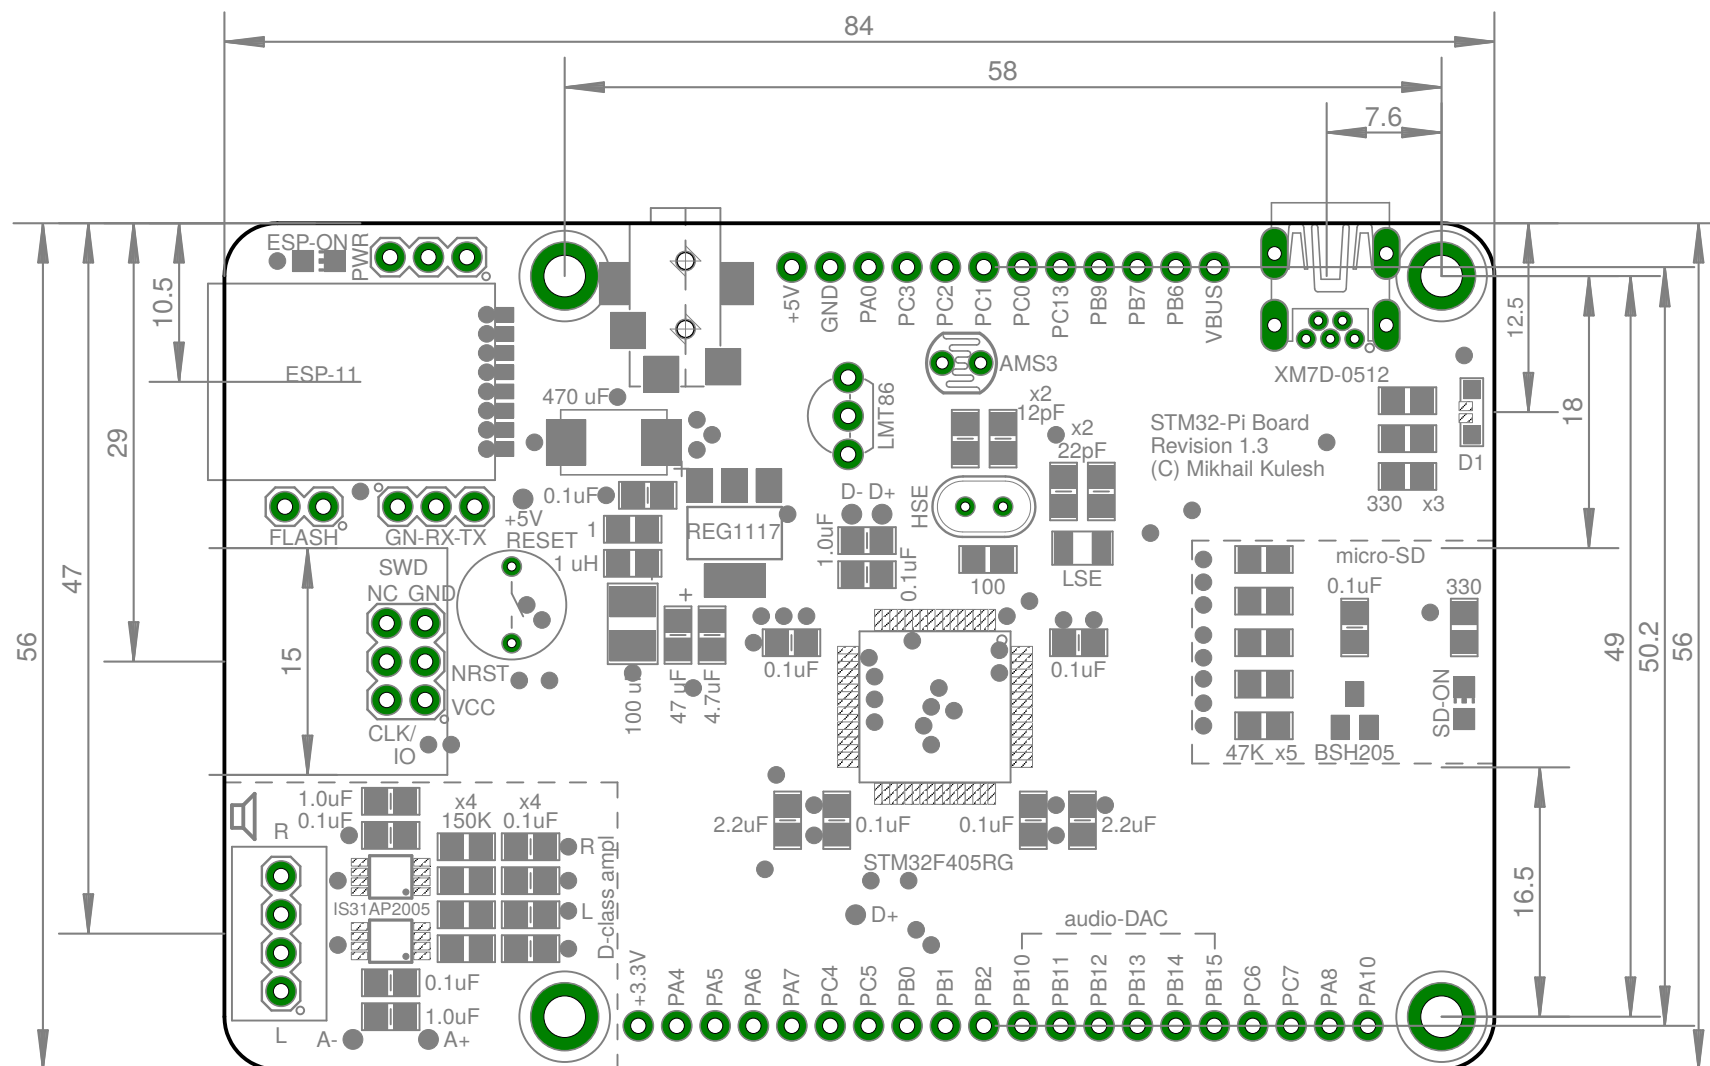 84
58
7.6
ESP-ON
PWR
10.5
ESP-11
29
47
56
470 uF
+5V
GND
PA0
PC3
PC2
PC1
PC0
PC13
PB9
PB7
PB6
VBUS
AMS3
LMT86
x2
12pF
x2
22pF
XM7D-0512
STM32-Pi Board
Revision 1.3
(C) Mikhail Kulesh
D1
330 x3
12.5
18
49
50.2
56
FLASH
GN-RX-TX
+5V
RESET
0.1uF
1
1 uH
REG1117
D- D+
1.0uF
0.1uF
HSE
100
LSE
micro-SD
0.1uF
330
15
SWD
NC GND
NRST
VCC
CLK/
IO
+
+
100 u
47 uF
4.7uF
0.1uF
0.1uF
47K x5
BSH205
SD-ON
1.0uF
0.1uF
x4
150K
x4
0.1uF
R
R
L
IS31AP2005
D-class ampl
2.2uF
0.1uF
0.1uF
2.2uF
STM32F405RG
D+
audio-DAC
16.5
0.1uF
1.0uF
L
A-
A+
+3.3V
PA4
PA5
PA6
PA7
PC4
PC5
PB0
PB1
PB2
PB10
PB11
PB12
PB13
PB14
PB15
PC6
PC7
PA8
PA10